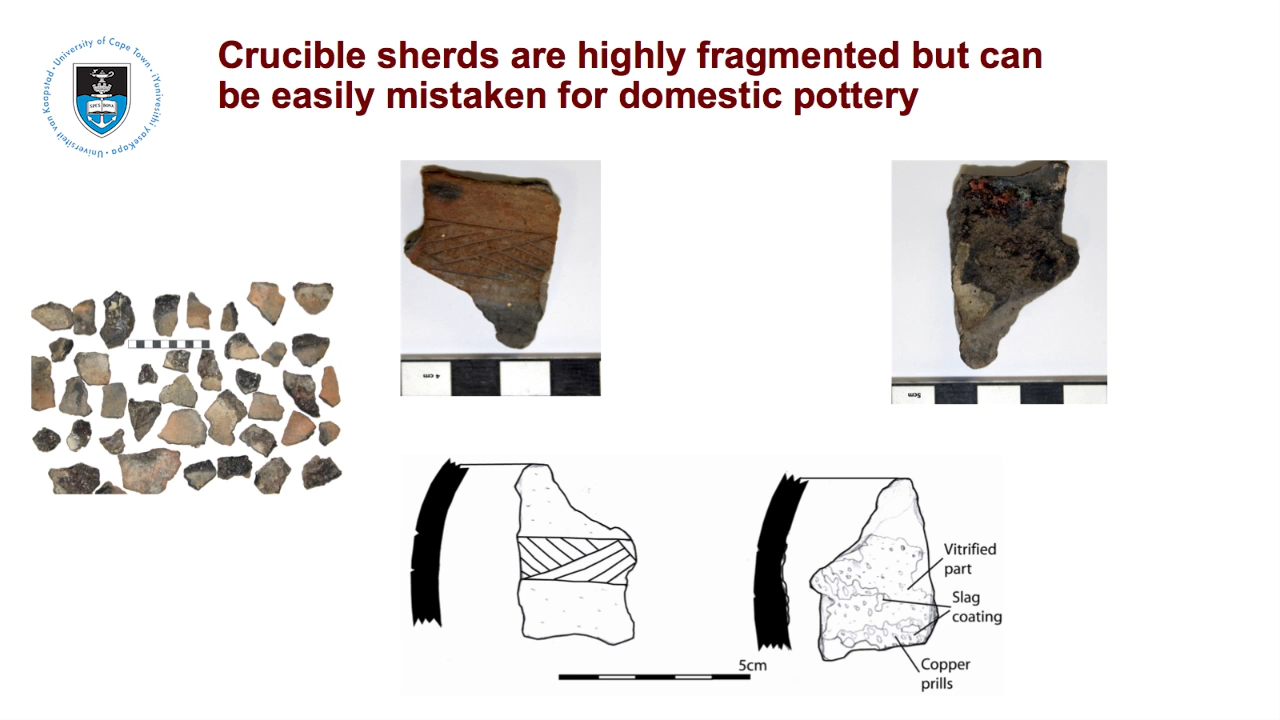 Crucible sherds are highly fragmented but can
be easily mistaken for domestic pottery
University of Cape Town · iYunivesithi yaseKapa · Universiteit van Kaapstad ·
SPES BONA
4 cm
5cm
Vitrified
part
Slag
coating
Copper
prills
5cm